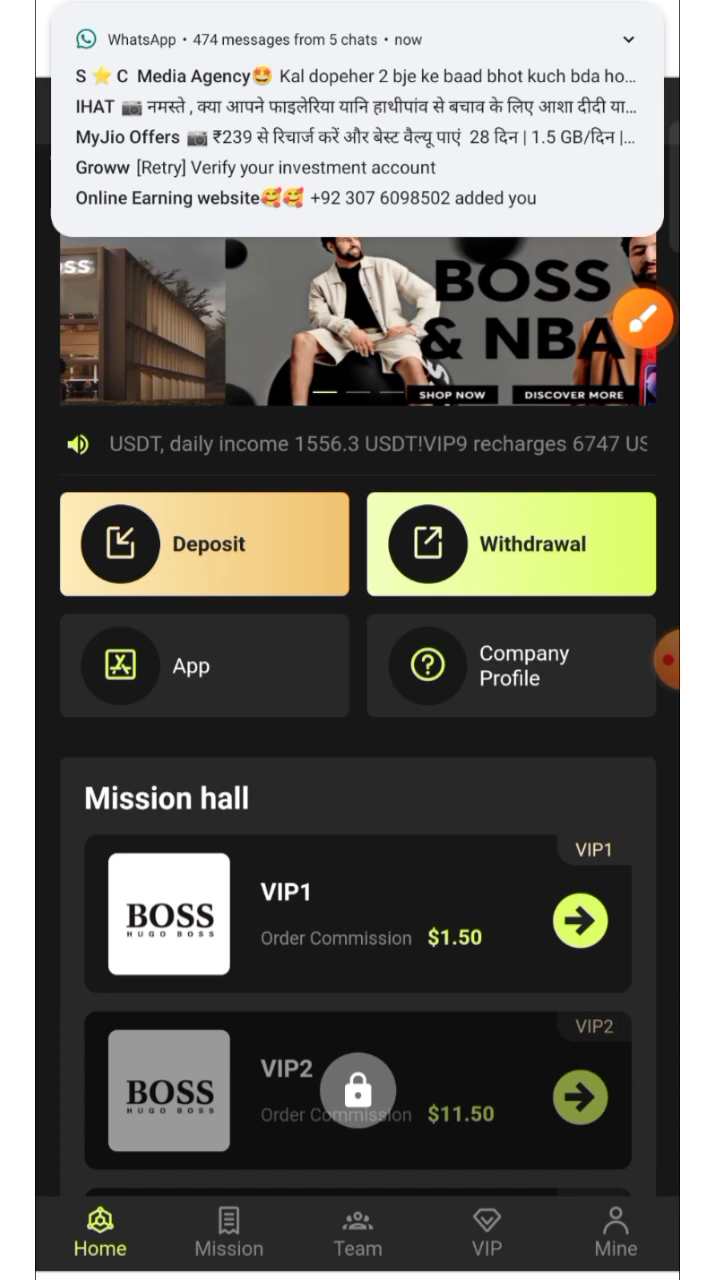 WhatsApp • 474 messages from 5 chats • now
S ⭐ C Media Agency🤩 Kal dopeher 2 bje ke baad bhot kuch bda ho...
IHAT 📷 नमस्ते , क्या आपने फाइलेरिया यानि हाथीपांव से बचाव के लिए आशा दीदी या...
MyJio Offers 📷 ₹239 से रिचार्ज करें और बेस्ट वैल्यू पाएं 28 दिन | 1.5 GB/दिन |...
Groww [Retry] Verify your investment account
Online Earning website🥰🥰 +92 307 6098502 added you
SS
BOSS
& NBA
SHOP NOW DISCOVER MORE
USDT, daily income 1556.3 USDT!VIP9 recharges 6747 US
Deposit
Withdrawal
App
Company
Profile
Mission hall
VIP1
BOSS
HUGO BOSS
VIP1
Order Commission $1.50
VIP2
BOSS
HUGO BOSS
VIP2
Order Commission $11.50
Home Mission Team VIP Mine